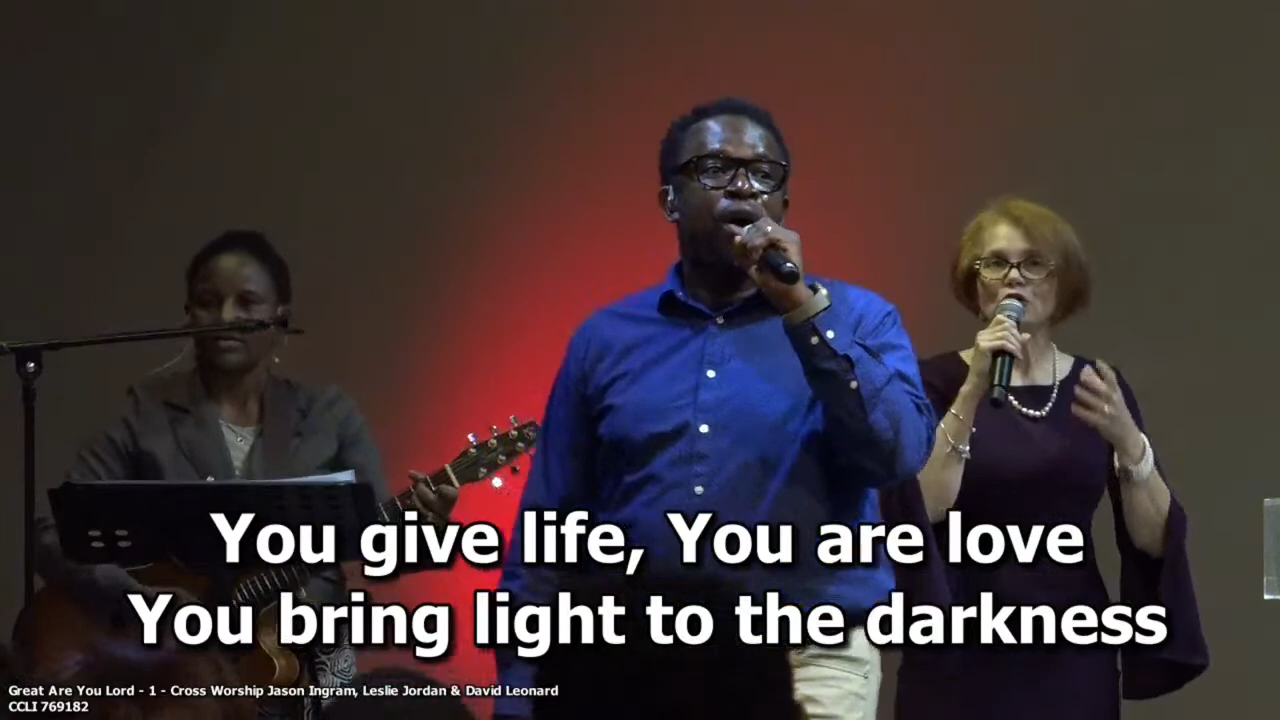 You give life, You are love
You bring light to the darkness
Great Are You Lord - 1 - Cross Worship Jason Ingram, Leslie Jordan & David Leonard
CCLI 769182